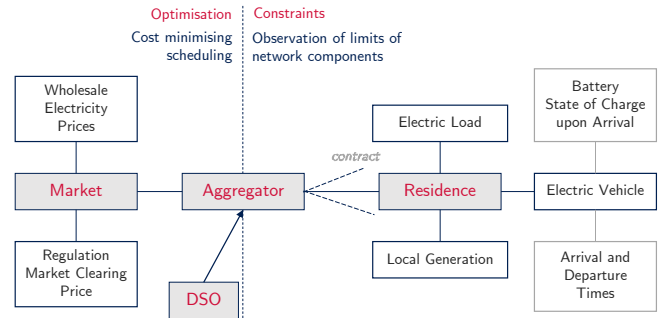 Optimisation
Constraints
Cost minimising
scheduling
Observation of limits of
network components
Wholesale
Electricity
Prices
Electric Load
Battery
State of Charge
upon Arrival
contract
Market
Aggregator
Residence
Electric Vehicle
Regulation
Market Clearing
Price
Local Generation
Arrival and
Departure
Times
DSO